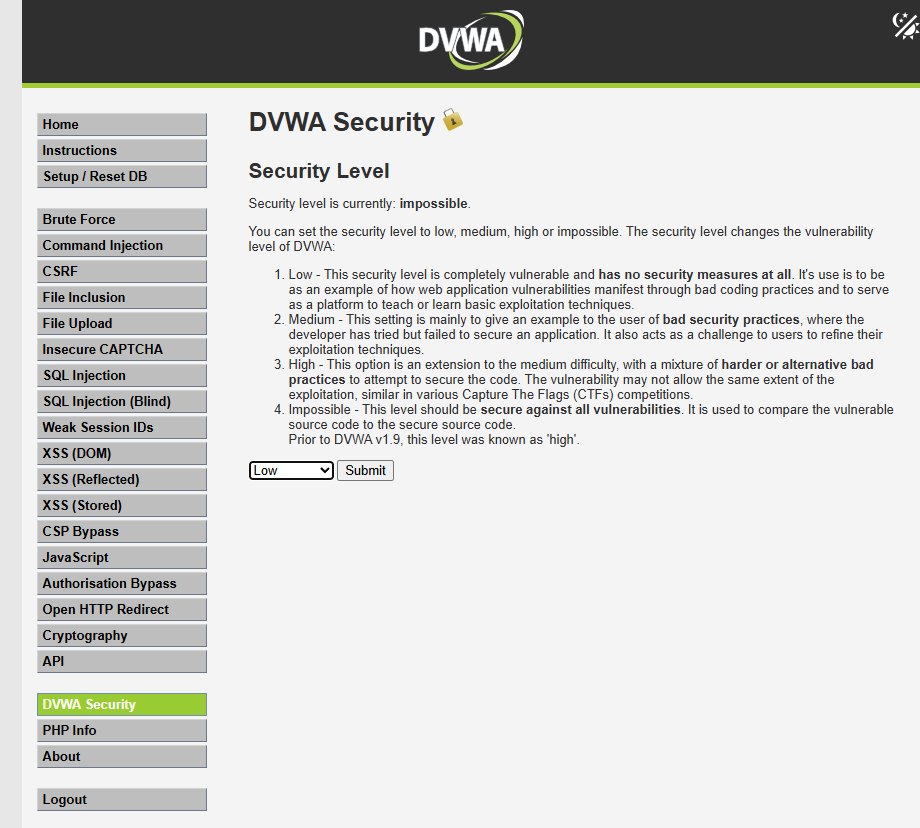 DVWA
Home
Instructions
Setup / Reset DB
Brute Force
Command Injection
CSRF
File Inclusion
File Upload
Insecure CAPTCHA
SQL Injection
SQL Injection (Blind)
Weak Session IDs
XSS (DOM)
XSS (Reflected)
XSS (Stored)
CSP Bypass
JavaScript
Authorisation Bypass
Open HTTP Redirect
Cryptography
API
DVWA Security
PHP Info
About
Logout
DVWA Security
Security Level
Security level is currently: impossible.
You can set the security level to low, medium, high or impossible. The security level changes the vulnerability
level of DVWA:
1. Low - This security level is completely vulnerable and has no security measures at all. It's use is to be
as an example of how web application vulnerabilities manifest through bad coding practices and to serve
as a platform to teach or learn basic exploitation techniques.
2. Medium - This setting is mainly to give an example to the user of bad security practices, where the
developer has tried but failed to secure an application. It also acts as a challenge to users to refine their
exploitation techniques.
3. High - This option is an extension to the medium difficulty, with a mixture of harder or alternative bad
practices to attempt to secure the code. The vulnerability may not allow the same extent of the
exploitation, similar in various Capture The Flags (CTFs) competitions.
4. Impossible - This level should be secure against all vulnerabilities. It is used to compare the vulnerable
source code to the secure source code.
Prior to DVWA v1.9, this level was known as 'high'.
Low
Submit